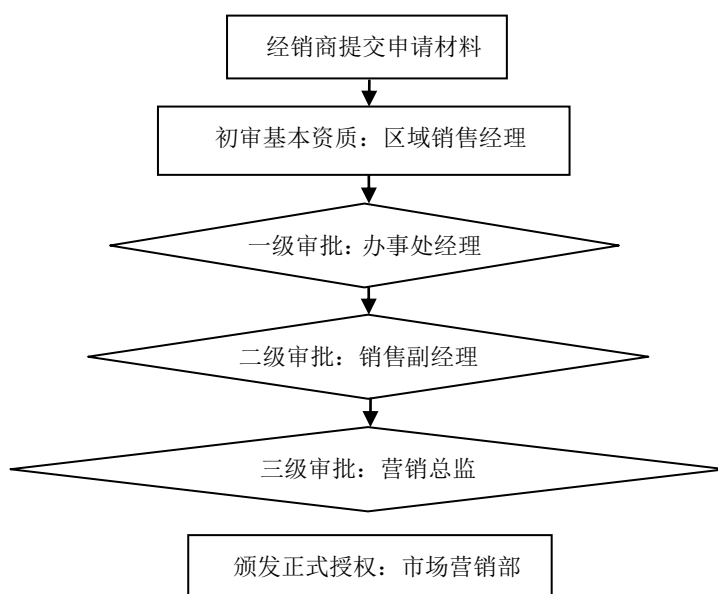 经销商提交申请材料
初审基本资质：区域销售经理
一级审批：办事处经理
二级审批：销售副经理
三级审批：营销总监
颁发正式授权：市场营销部